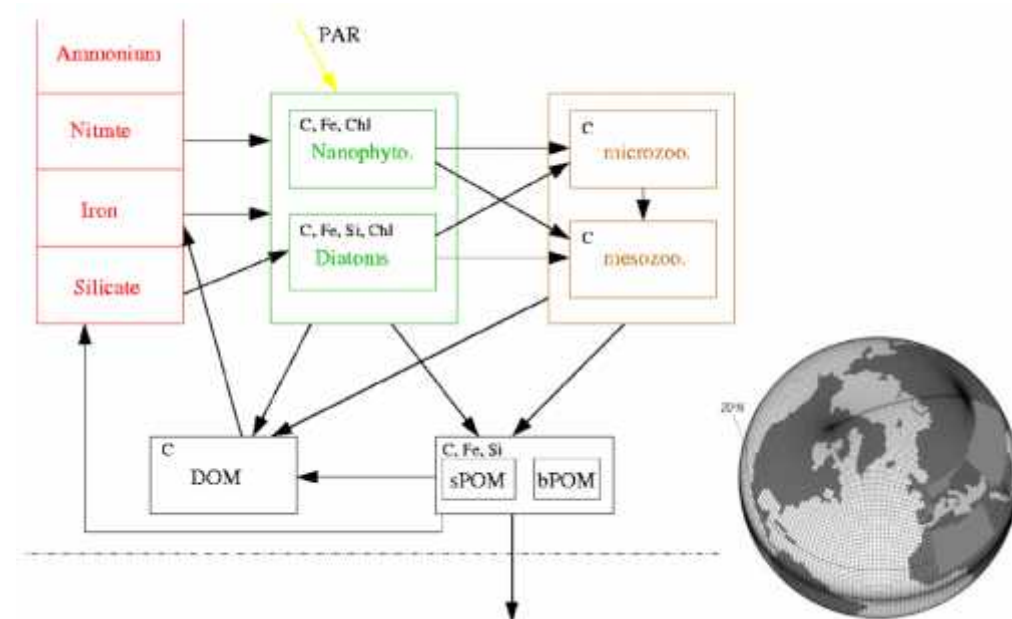 PAR
Ammonium
Nitrate
Iron
Silicate
C, Fe, Chl
Nanophyto.
C, Fe, Si, Chl
Diatoms
C
microzoo.
C
mesozoo.
C
DOM
C, Fe, Si
sPOM
bPOM
20°N